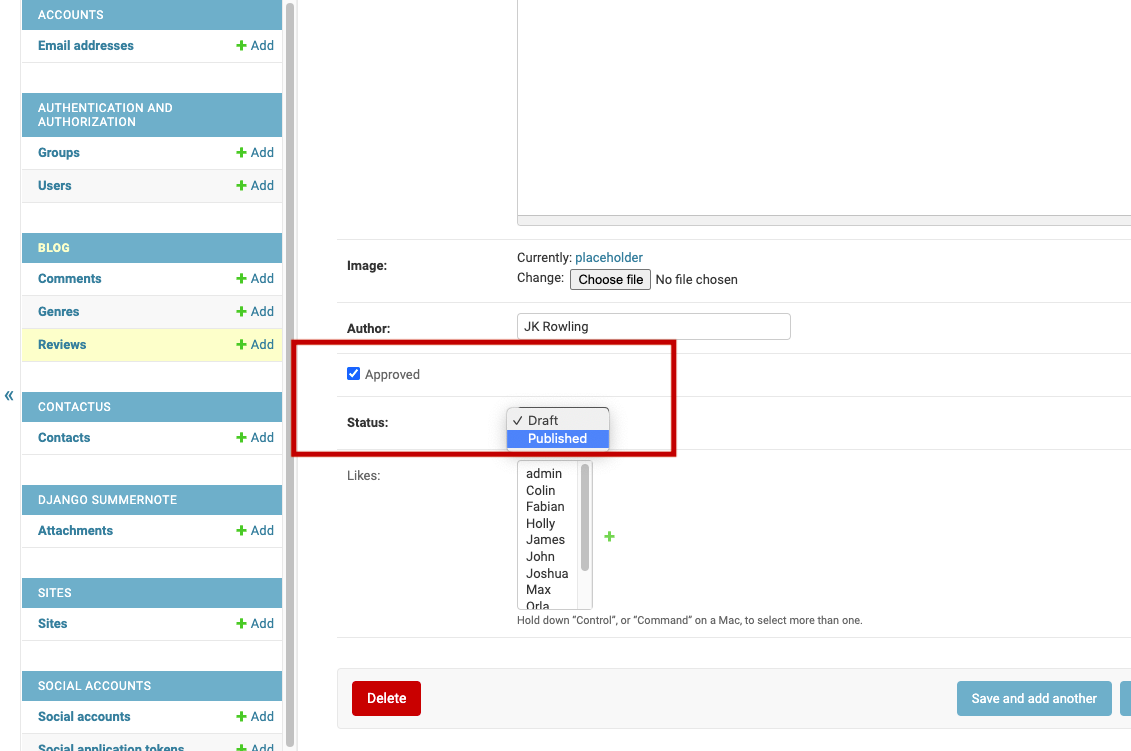 ACCOUNTS
Email addresses + Add
AUTHENTICATION AND
AUTHORIZATION
Groups + Add
Users + Add
BLOG
Comments + Add
Genres + Add
Reviews + Add
«
CONTACTUS
Contacts + Add
DJANGO SUMMERNOTE
Attachments + Add
SITES
Sites + Add
SOCIAL ACCOUNTS
Social accounts + Add
Social application tokens + Add
Image: Currently: placeholder
Change: Choose file No file chosen
Author: JK Rowling
Approved
Status: ✓ Draft
Published
Likes: admin
Colin
Fabian
Holly
James
John
Joshua
Max
Orla
Hold down “Control”, or “Command” on a Mac, to select more than one.
Delete Save and add another